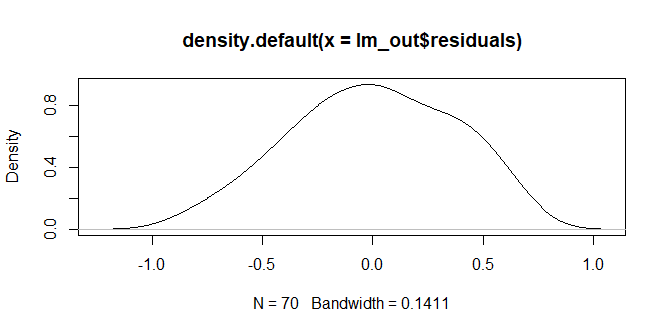 density.default(x = lm_out$residuals)
Density
0.8
0.4
0.0
-1.0 -0.5 0.0 0.5 1.0
N = 70 Bandwidth = 0.1411